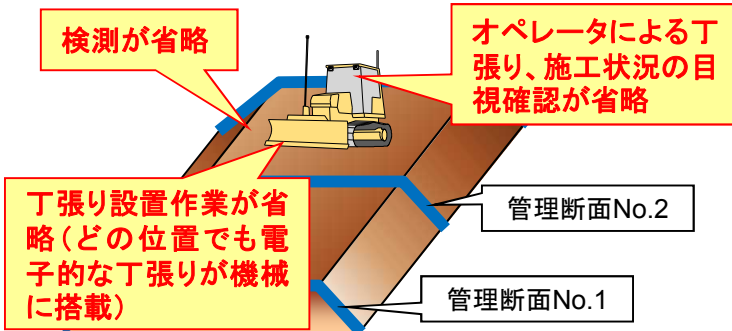 検測が省略
オペレータによる丁
張り、施工状況の目
視確認が省略
丁張り設置作業が省
略(どの位置でも電
子的な丁張りが機械
に搭載)
管理断面No.2
管理断面No.1